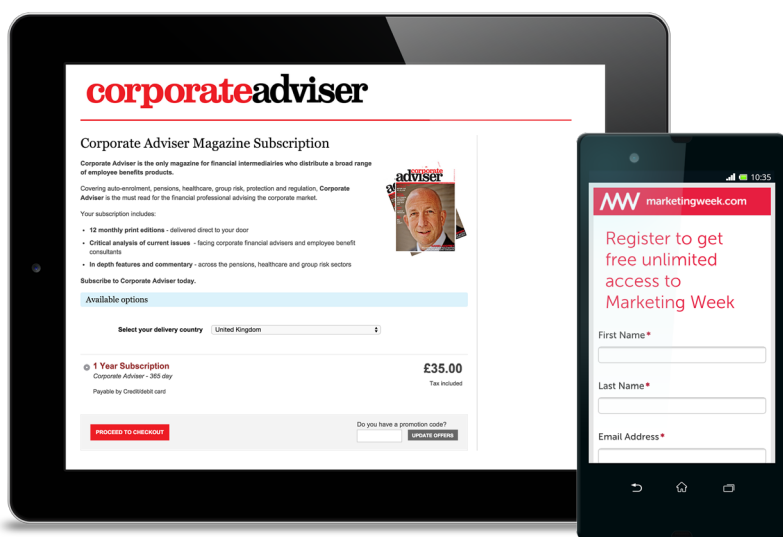 corporateadviser
Corporate Adviser Magazine Subscription
Corporate Adviser is the only magazine for financial intermediairies who distribute a broad range
of employee benefits products.
Covering auto-enrolment, pensions, healthcare, group risk, protection and regulation, Corporate
Adviser is the must read for the financial professional advising the corporate market.
Your subscription includes:
• 12 monthly print editions - delivered direct to your door
• Critical analysis of current issues - facing corporate financial advisers and employee benefit
consultants
• In depth features and commentary - across the pensions, healthcare and group risk sectors
Subscribe to Corporate Adviser today.
corporate
adviser
Available options
Select your delivery country United Kingdom
1 Year Subscription £35.00
Corporate Adviser - 365 day
Tax included
Payable by Credit/debit card
PROCEED TO CHECKOUT
Do you have a promotion code?
UPDATE OFFERS
10:35
marketingweek.com
Register to get
free unlimited
access to
Marketing Week
First Name*
Last Name*
Email Address*